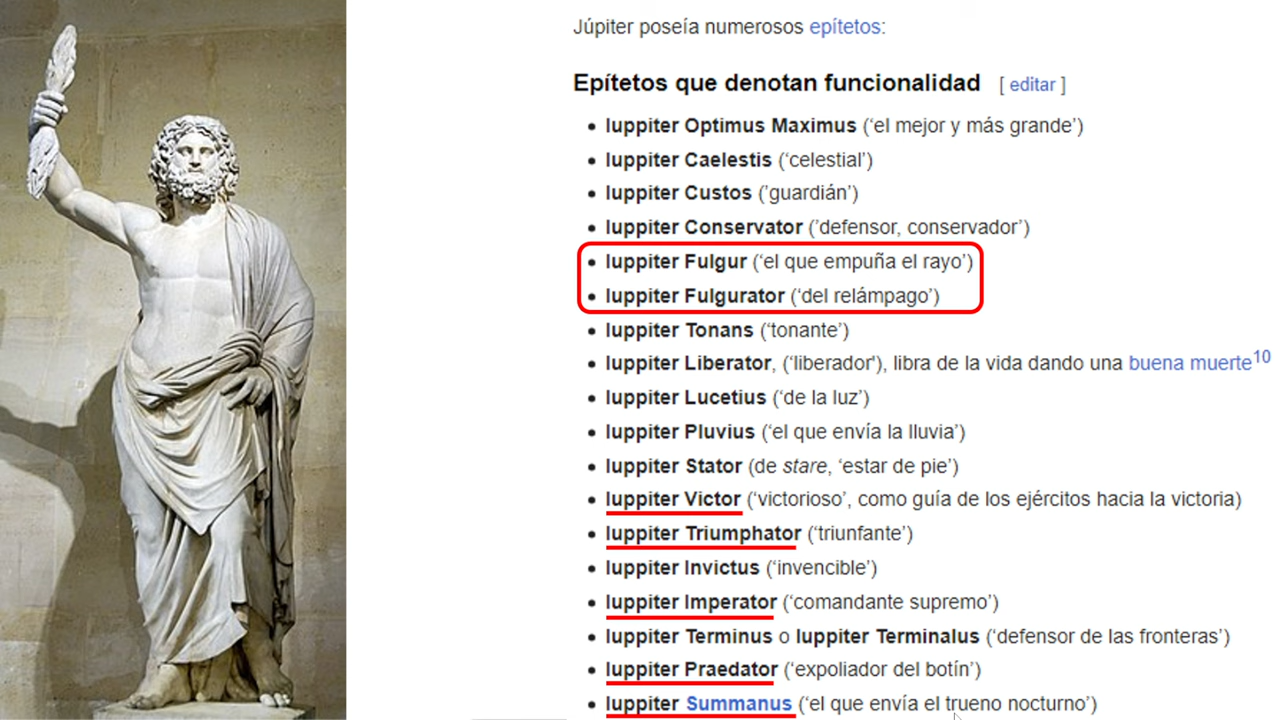 Júpiter poseía numerosos epítetos:
Epítetos que denotan funcionalidad [ editar ]
• Iuppiter Optimus Maximus (‘el mejor y más grande’)
• Iuppiter Caelestis (‘celestial’)
• Iuppiter Custos (’guardián’)
• Iuppiter Conservator (’defensor, conservador’)
• Iuppiter Fulgur (‘el que empuña el rayo’)
• Iuppiter Fulgurator (‘del relámpago’)
• Iuppiter Tonans (‘tonante’)
• Iuppiter Liberator, (‘liberador'), libra de la vida dando una buena muerte10
• Iuppiter Lucetius (‘de la luz’)
• Iuppiter Pluvius (‘el que envía la lluvia’)
• Iuppiter Stator (de stare, ‘estar de pie’)
• Iuppiter Victor (‘victorioso’, como guía de los ejércitos hacia la victoria)
• Iuppiter Triumphator (‘triunfante’)
• Iuppiter Invictus (‘invencible’)
• Iuppiter Imperator (‘comandante supremo’)
• Iuppiter Terminus o Iuppiter Terminalus (‘defensor de las fronteras’)
• Iuppiter Praedator (‘expoliador del botín’)
• Iuppiter Summanus (‘el que envía el trueno nocturno’)